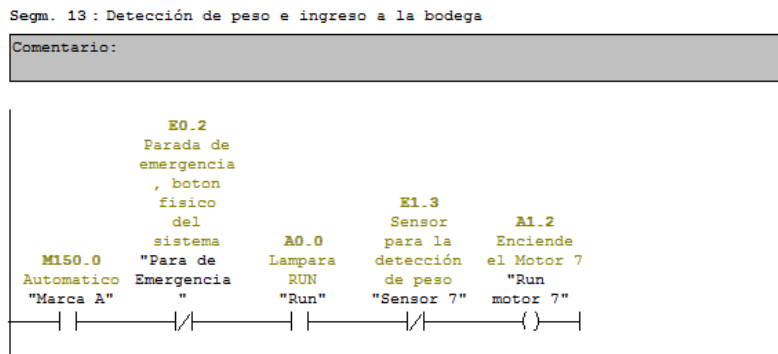 Segm. 13 : Detección de peso e ingreso a la bodega
Comentario:
M150.0
Automatico
"Marca A"
E0.2
Parada de
emergencia
, boton
fisico
del
sistema
"Para de
Emergencia
"
A0.0
Lampara
RUN
"Run"
E1.3
Sensor
para la
detección
de peso
"Sensor 7"
A1.2
Enciende
el Motor 7
"Run
motor 7"